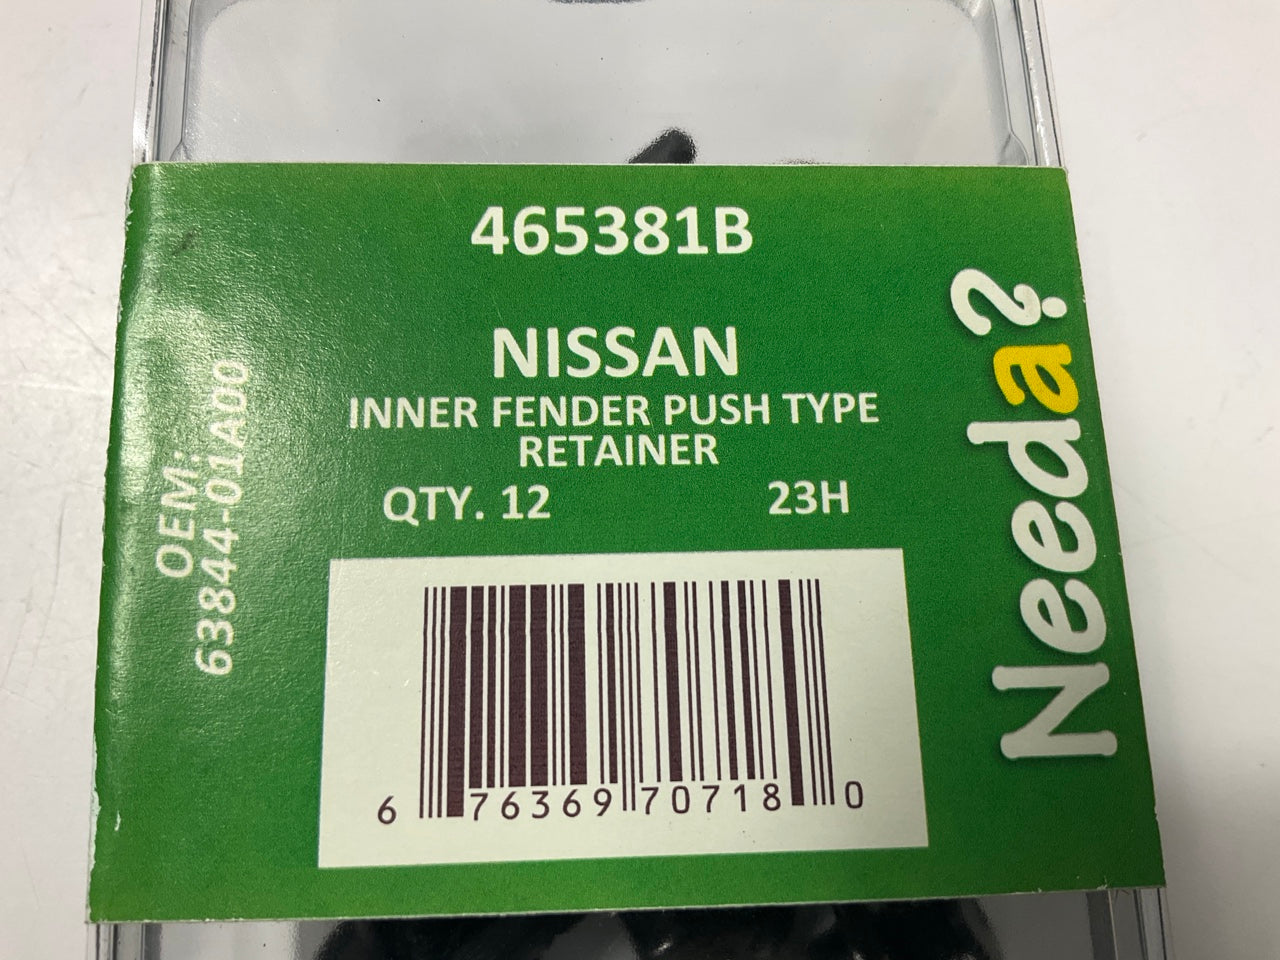 465381B
NISSAN
INNER FENDER PUSH TYPE
RETAINER
QTY. 12 23H
OEM:
63844-01A00
Needa?
6 76369 70718 0